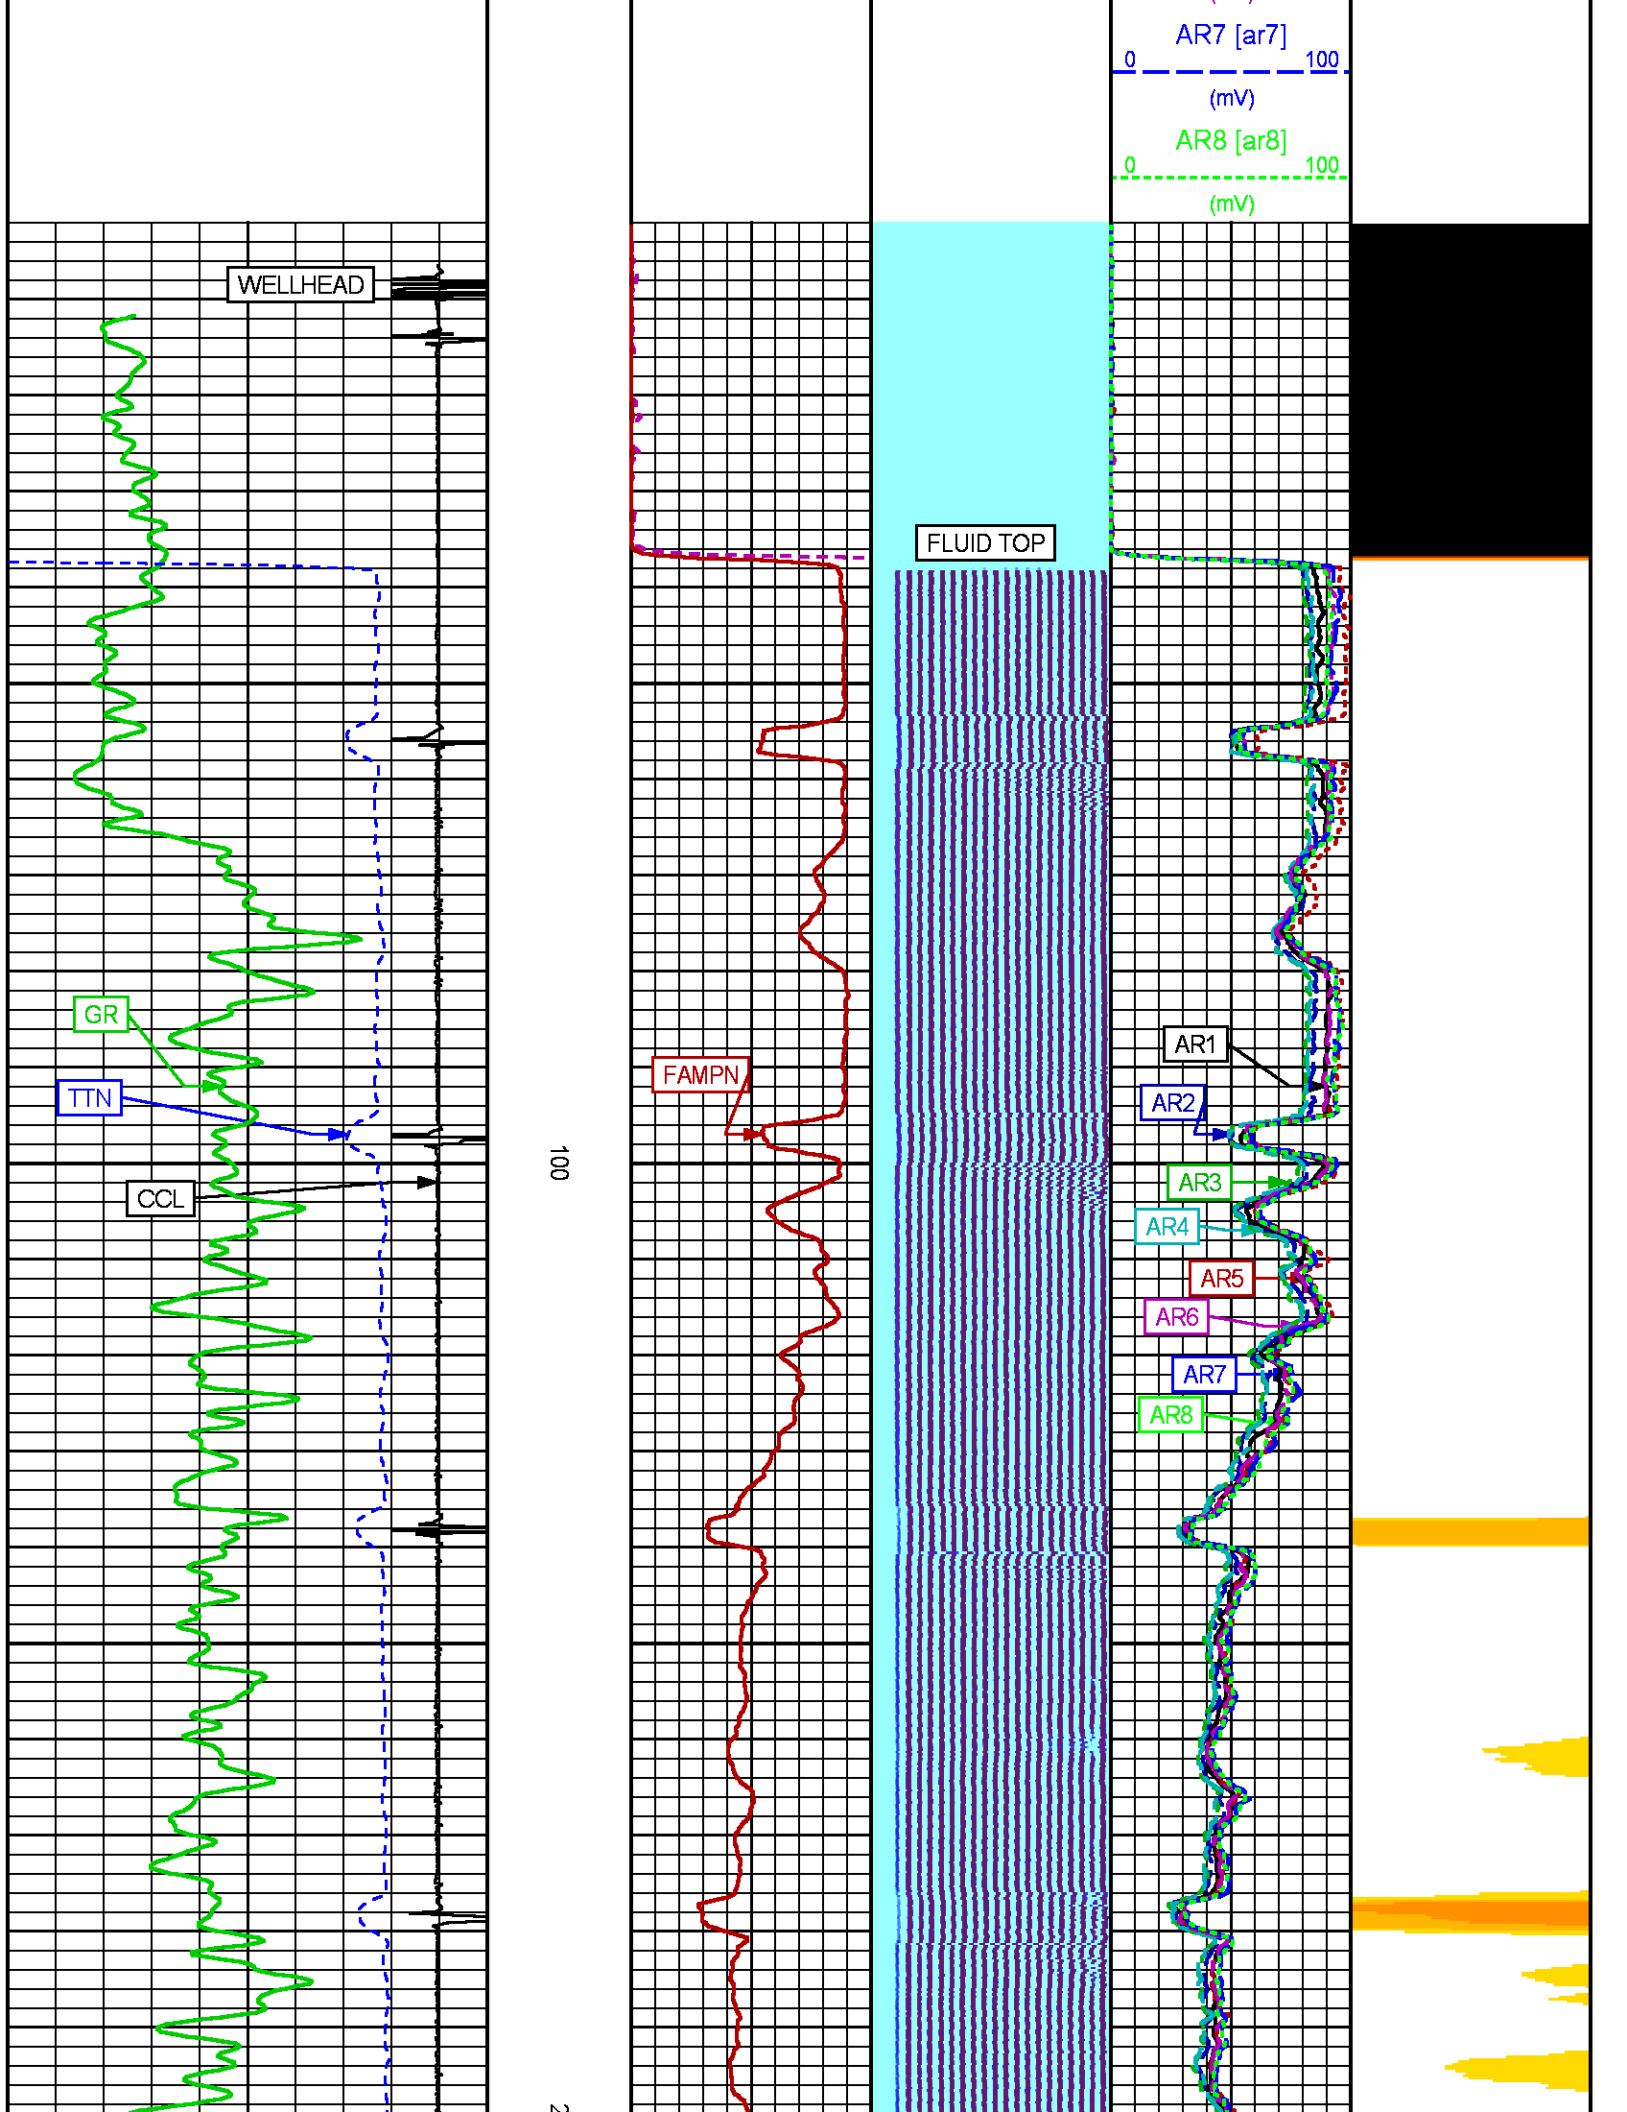 AR7 [ar7]
0 100
(mV)
AR8 [ar8]
0 100
(mV)
WELLHEAD
FLUID TOP
GR
AR1
FAMPN
TTN
AR2
100
AR3
CCL
AR4
AR5
AR6
AR7
AR8